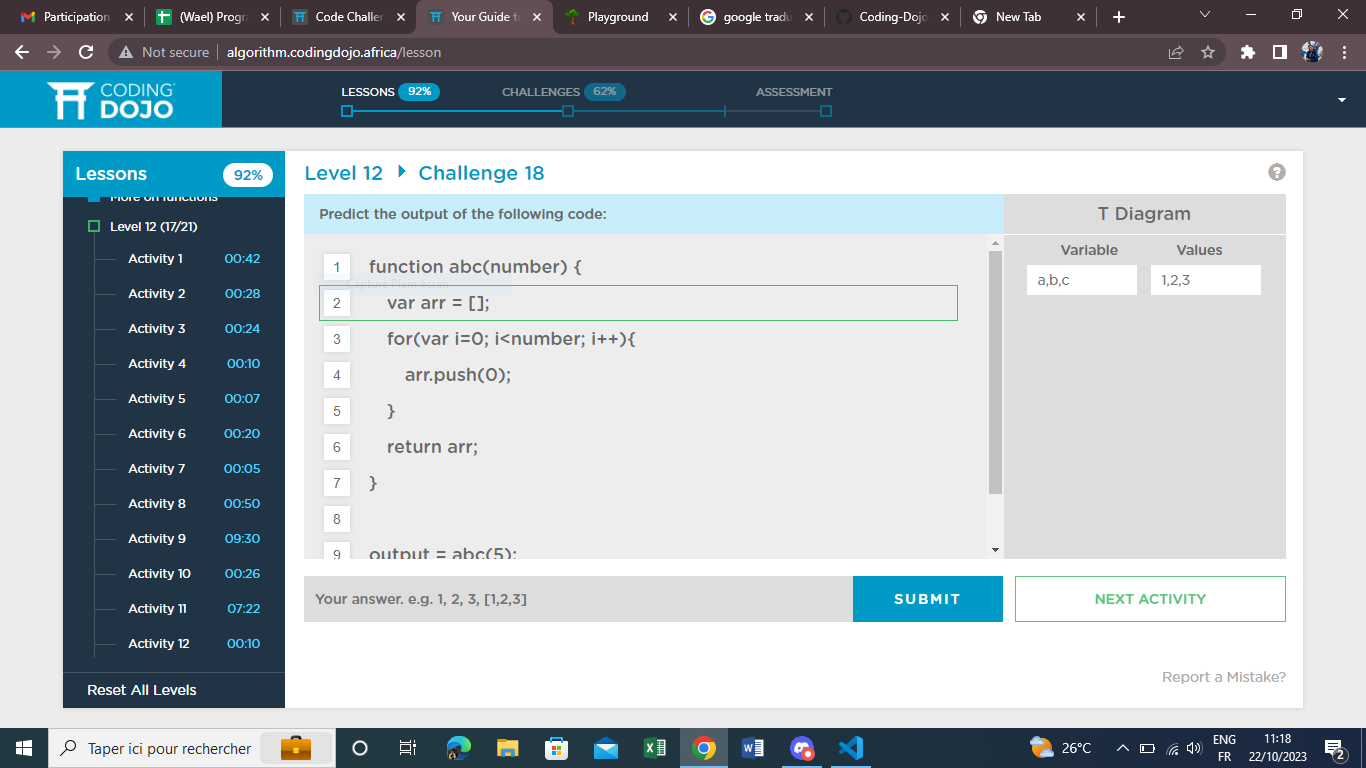 Participation
(Wael) Progr
Code Challer
Your Guide to
Playground
google tradu
Coding-Dojo
New Tab
Not secure
algorithm.codingdojo.africa/lesson
CODING
DOJO
LESSONS 92%
CHALLENGES 62%
ASSESSMENT
Lessons 92%
More on functions
Level 12 (17/21)
Activity 1 00:42
Activity 2 00:28
Activity 3 00:24
Activity 4 00:10
Activity 5 00:07
Activity 6 00:20
Activity 7 00:05
Activity 8 00:50
Activity 9 09:30
Activity 10 00:26
Activity 11 07:22
Activity 12 00:10
Reset All Levels
Level 12 Challenge 18
?
Predict the output of the following code:
1 function abc(number) {
Capture Plein écran
2 var arr = [];
3 for(var i=0; i<number; i++){
4 arr.push(0);
5 }
6 return arr;
7 }
8
9 output = abc(5);
T Diagram
Variable Values
a,b,c 1,2,3
Your answer. e.g. 1, 2, 3, [1,2,3]
SUBMIT
NEXT ACTIVITY
Report a Mistake?
Taper ici pour rechercher
26°C
ENG
FR
11:18
22/10/2023
2